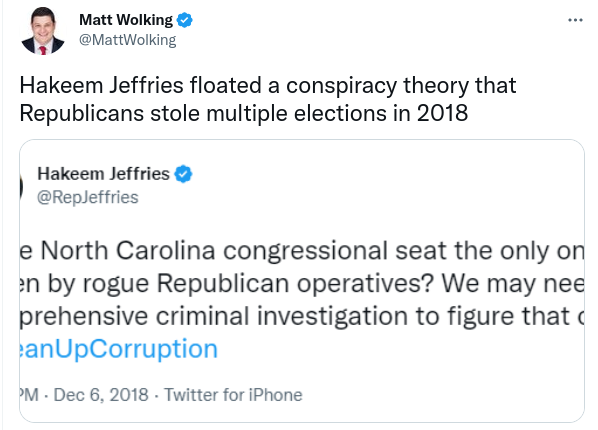 Matt Wolking
@MattWolking
Hakeem Jeffries floated a conspiracy theory that
Republicans stole multiple elections in 2018
Hakeem Jeffries
@RepJeffries
e North Carolina congressional seat the only on
en by rogue Republican operatives? We may nee
prehensive criminal investigation to figure that o
eanUpCorruption
PM · Dec 6, 2018 · Twitter for iPhone